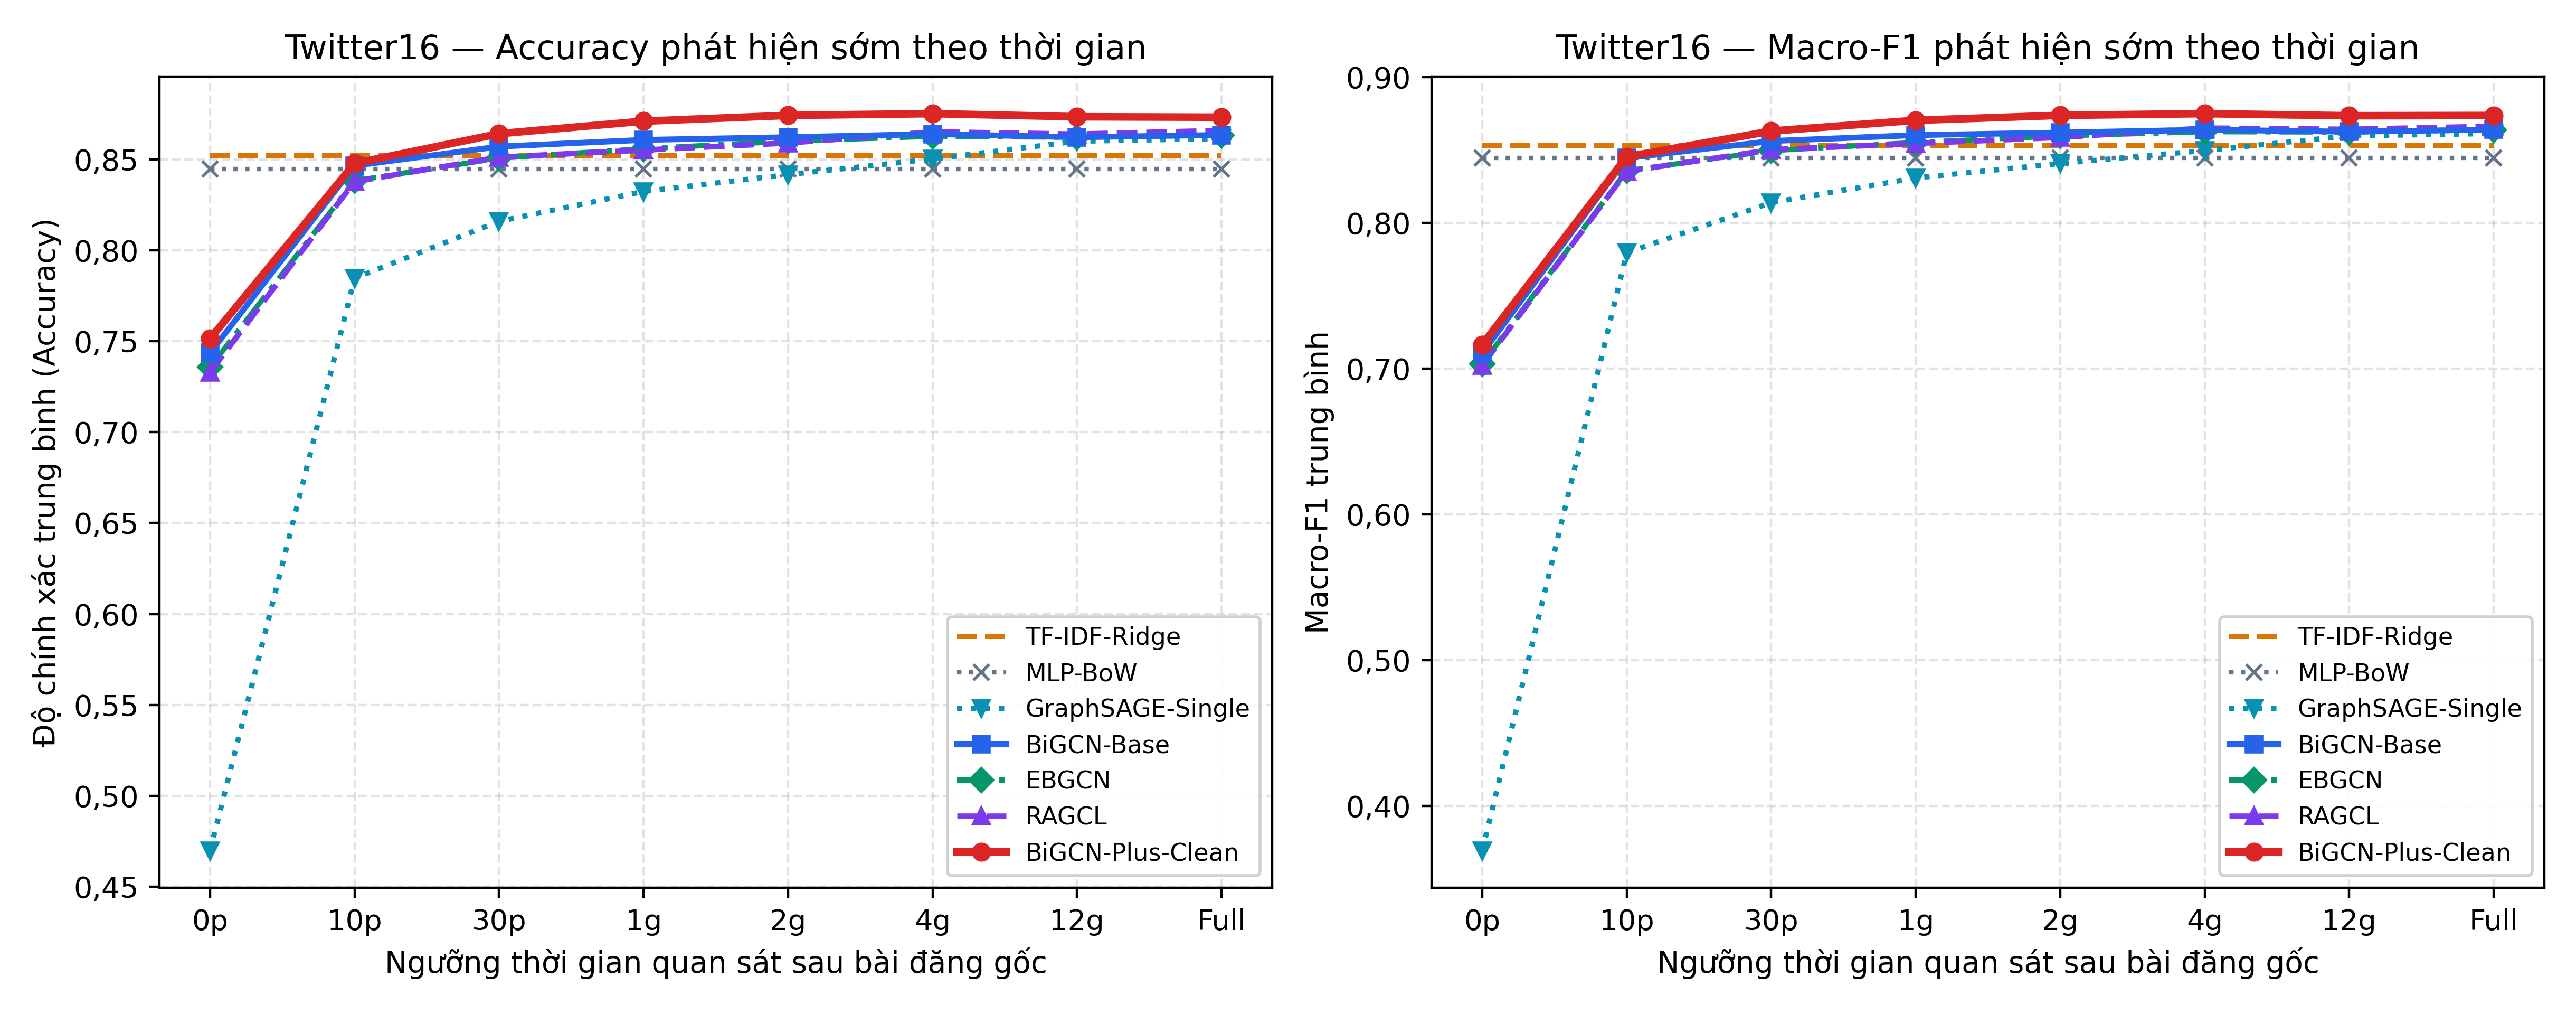 Twitter16 — Accuracy phát hiện sớm theo thời gian
Độ chính xác trung bình (Accuracy)
0,85
0,80
0,75
0,70
0,65
0,60
0,55
0,50
0,45
TF-IDF-Ridge
MLP-BoW
GraphSAGE-Single
BiGCN-Base
EBGCN
RAGCL
BiGCN-Plus-Clean
0p 10p 30p 1g 2g 4g 12g Full
Ngưỡng thời gian quan sát sau bài đăng gốc
Twitter16 — Macro-F1 phát hiện sớm theo thời gian
Macro-F1 trung bình
0,90
0,80
0,70
0,60
0,50
0,40
TF-IDF-Ridge
MLP-BoW
GraphSAGE-Single
BiGCN-Base
EBGCN
RAGCL
BiGCN-Plus-Clean
0p 10p 30p 1g 2g 4g 12g Full
Ngưỡng thời gian quan sát sau bài đăng gốc